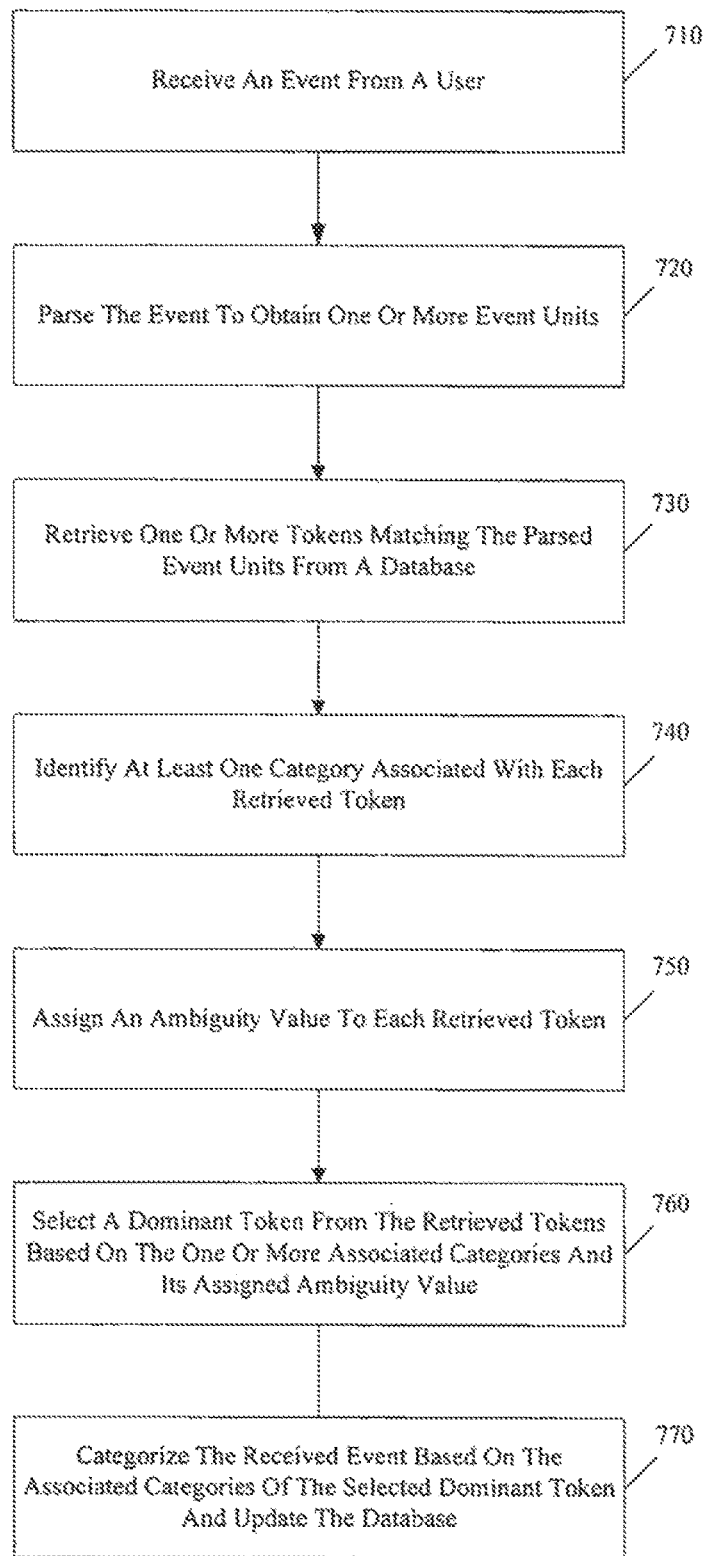 710
Receive An Event From A User
720
Parse The Event To Obtain One Or More Event Units
730
Retrieve One Or More Tokens Matching The Parsed
Event Units From A Database
740
Identify At Least One Category Associated With Each
Retrieved Token
750
Assign An Ambiguity Value To Each Retrieved Token
760
Select A Dominant Token From The Retrieved Tokens
Based On The One Or More Associated Categories And
Its Assigned Ambiguity Value
770
Categorize The Received Event Based On The
Associated Categories Of The Selected Dominant Token
And Update The Database